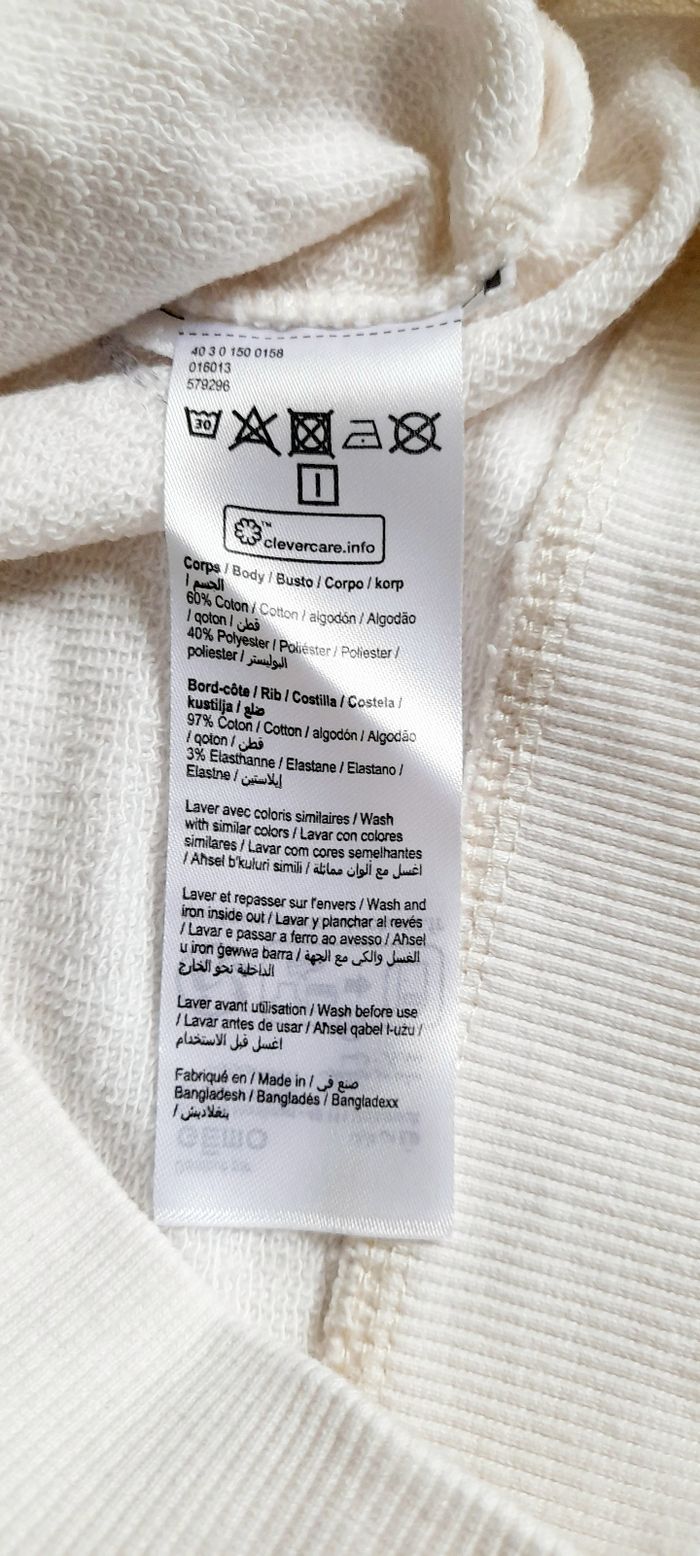 40 3 0 150 0158
016013
579296
30
clevercare.info
Corps / Body / Busto / Corpo / korp
/ الجسم
60% Coton / Cotton / algodón / Algodão
/ qoton / قطن
40% Polyester / Poliéster / Poliester /
poliester / البوليستر
Bord-côte / Rib / Costilla / Costela /
kustilja / ضلع
97% Coton / Cotton / algodón / Algodão
/ qoton / قطن
3% Elasthanne / Elastane / Elastano /
Elastne / إيلاستين
Laver avec coloris similaires / Wash
with similar colors / Lavar con colores
similares / Lavar com cores semelhantes
/ Aħsel b'kuluri simili / اغسل مع ألوان مماثلة
Laver et repasser sur l'envers / Wash and
iron inside out / Lavar y planchar al revés
/ Lavar e passar a ferro ao avesso / Aħsel
u iron ġewwa barra / الغسل والكي مع الجهة
الداخلية نحو الخارج
Laver avant utilisation / Wash before use
/ Lavar antes de usar / Aħsel qabel l-użu /
اغسل قبل الاستخدام
Fabriqué en / Made in / صنع في
Bangladesh / Bangladés / Bangladexx
/ بنغلاديش
GĒMO